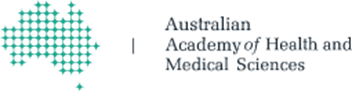 Australian
Academy of Health and
Medical Sciences